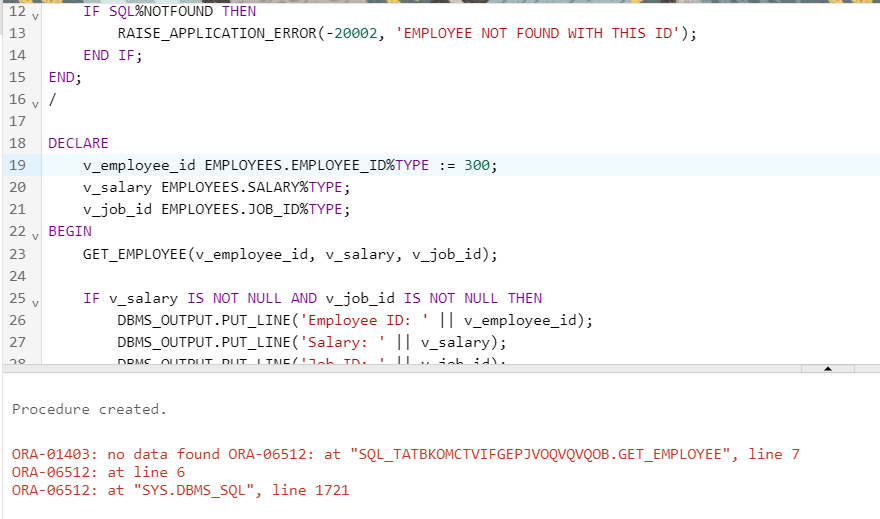 12 IF SQL%NOTFOUND THEN
13 RAISE_APPLICATION_ERROR(-20002, 'EMPLOYEE NOT FOUND WITH THIS ID');
14 END IF;
15 END;
16 /
17
18 DECLARE
19 v_employee_id EMPLOYEES.EMPLOYEE_ID%TYPE := 300;
20 v_salary EMPLOYEES.SALARY%TYPE;
21 v_job_id EMPLOYEES.JOB_ID%TYPE;
22 BEGIN
23 GET_EMPLOYEE(v_employee_id, v_salary, v_job_id);
24
25 IF v_salary IS NOT NULL AND v_job_id IS NOT NULL THEN
26 DBMS_OUTPUT.PUT_LINE('Employee ID: ' || v_employee_id);
27 DBMS_OUTPUT.PUT_LINE('Salary: ' || v_salary);
28 DBMS_OUTPUT.PUT_LINE('Job ID: ' || v_job_id);
Procedure created.
ORA-01403: no data found ORA-06512: at "SQL_TATBKOMCTVIFGEPJVOQVQVQOB.GET_EMPLOYEE", line 7
ORA-06512: at line 6
ORA-06512: at "SYS.DBMS_SQL", line 1721